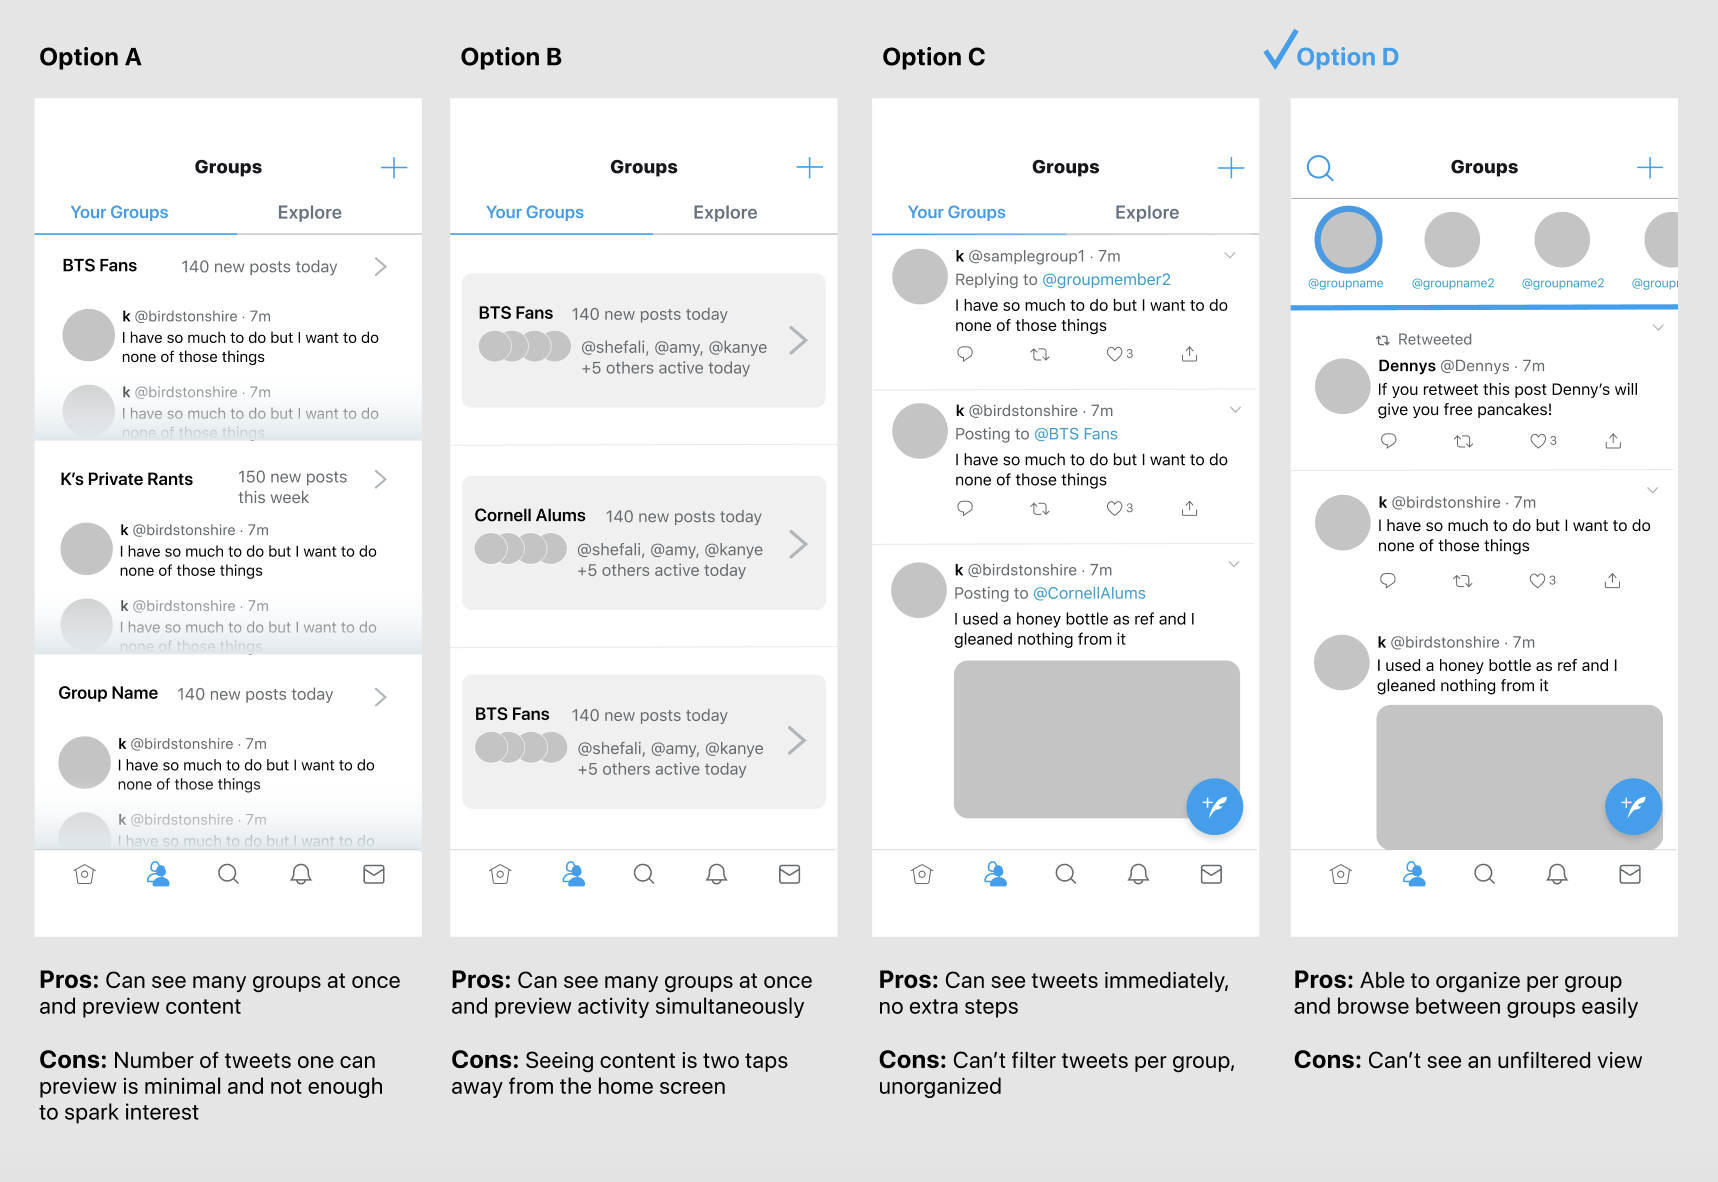 Option A
Groups
Your Groups Explore
BTS Fans 140 new posts today
k @birdstonshire · 7m
I have so much to do but I want to do
none of those things
k @birdstonshire · 7m
I have so much to do but I want to do
none of those things
K's Private Rants 150 new posts
this week
k @birdstonshire · 7m
I have so much to do but I want to do
none of those things
k @birdstonshire · 7m
I have so much to do but I want to do
none of those things
Group Name 140 new posts today
k @birdstonshire · 7m
I have so much to do but I want to do
none of those things
k @birdstonshire · 7m
I have so much to do but I want to do
Pros: Can see many groups at once
and preview content
Cons: Number of tweets one can
preview is minimal and not enough
to spark interest
Option B
Groups
Your Groups Explore
BTS Fans 140 new posts today
@shefali, @amy, @kanye
+5 others active today
Cornell Alums 140 new posts today
@shefali, @amy, @kanye
+5 others active today
BTS Fans 140 new posts today
@shefali, @amy, @kanye
+5 others active today
Pros: Can see many groups at once
and preview activity simultaneously
Cons: Seeing content is two taps
away from the home screen
Option C
Groups
Your Groups Explore
k @samplegroup1 · 7m
Replying to @groupmember2
I have so much to do but I want to do
none of those things
3
k @birdstonshire · 7m
Posting to @BTS Fans
I have so much to do but I want to do
none of those things
3
k @birdstonshire · 7m
Posting to @CornellAlums
I used a honey bottle as ref and I
gleaned nothing from it
Pros: Can see tweets immediately,
no extra steps
Cons: Can't filter tweets per group,
unorganized
Option D
Groups
@groupname @groupname2 @groupname2 @group
Retweeted
Dennys @Dennys · 7m
If you retweet this post Denny's will
give you free pancakes!
3
k @birdstonshire · 7m
I have so much to do but I want to do
none of those things
3
k @birdstonshire · 7m
I used a honey bottle as ref and I
gleaned nothing from it
Pros: Able to organize per group
and browse between groups easily
Cons: Can't see an unfiltered view